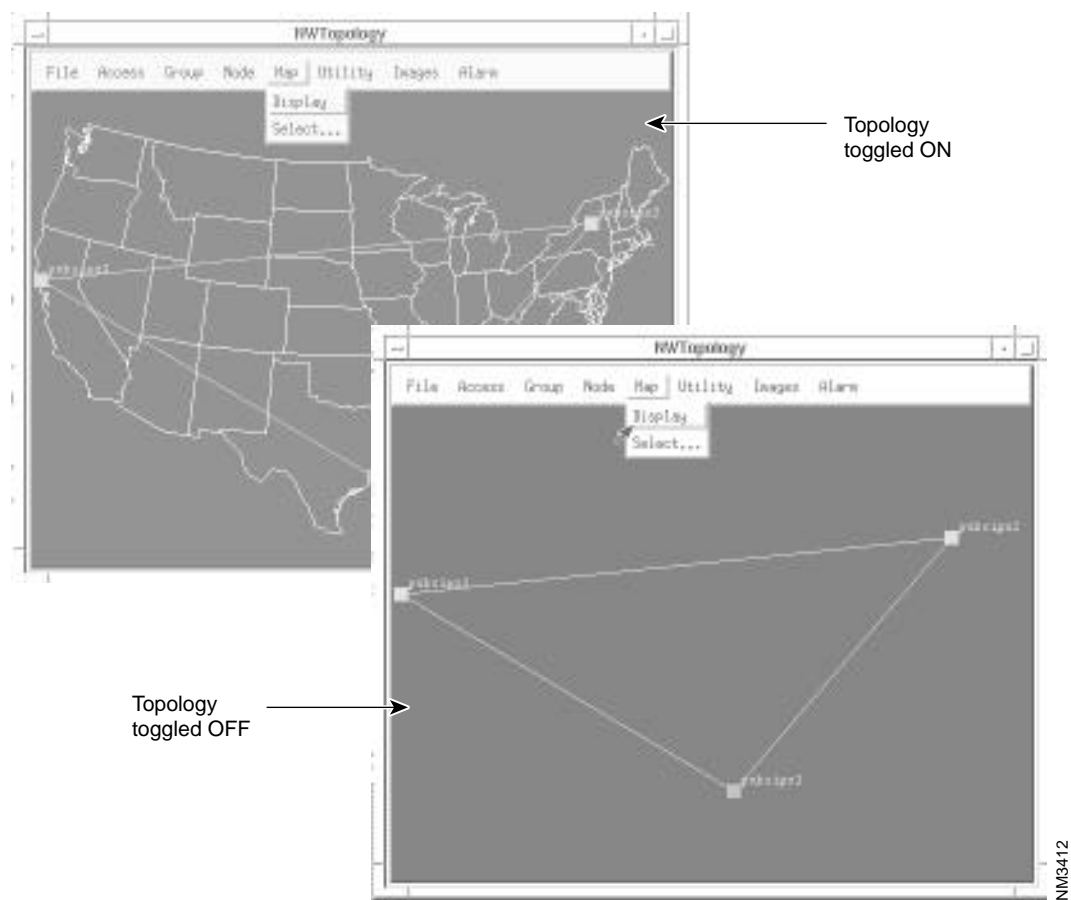 NWTopology
File Access Group Node Map Utility Images Alarm
Display
Select...
Topology
toggled ON
NWTopology
File Access Group Node Map Utility Images Alarm
Display
Select...
Topology
toggled OFF
NM3412